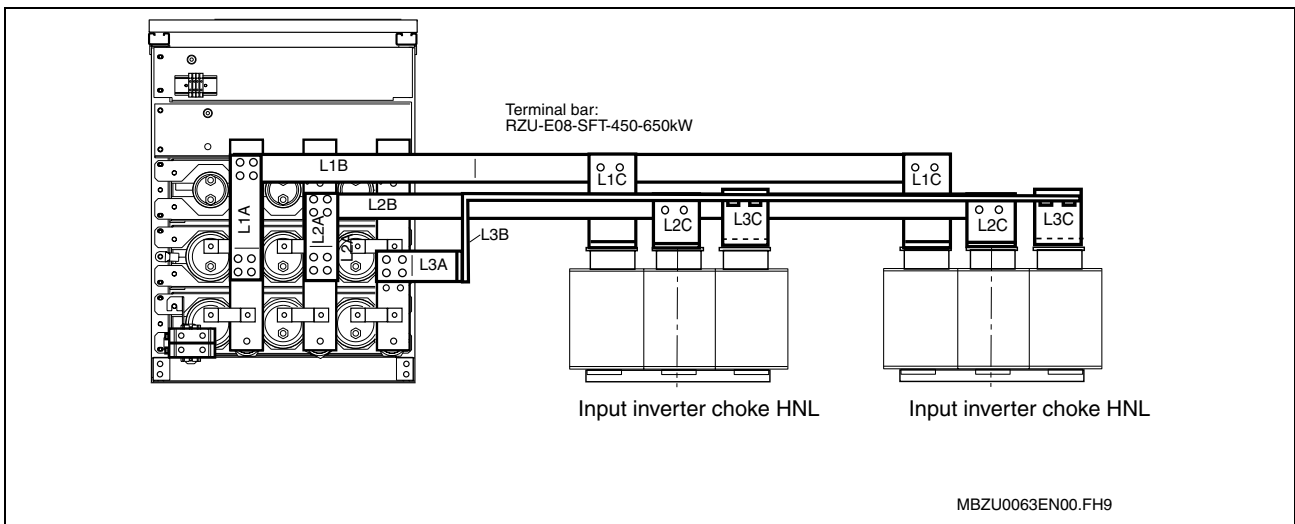 Terminal bar:
RZU-E08-SFT-450-650kW
L1B
L1C
L1C
L1A
L2A
L2B
L2C
L3C
L2C
L3C
L3B
L3A
Input inverter choke HNL
Input inverter choke HNL
MBZU0063EN00.FH9